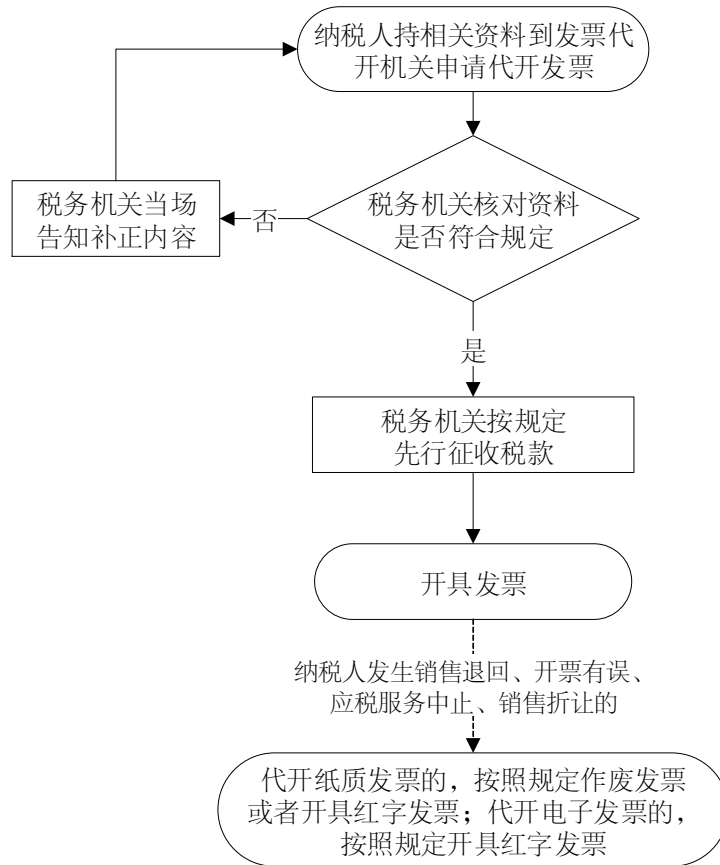 纳税人持相关资料到发票代
开机关申请代开发票
税务机关核对资料
是否符合规定
否
税务机关当场
告知补正内容
是
税务机关按规定
先行征收税款
开具发票
纳税人发生销售退回、开票有误、
应税服务中止、销售折让的
代开纸质发票的，按照规定作废发票
或者开具红字发票；代开电子发票的，
按照规定开具红字发票